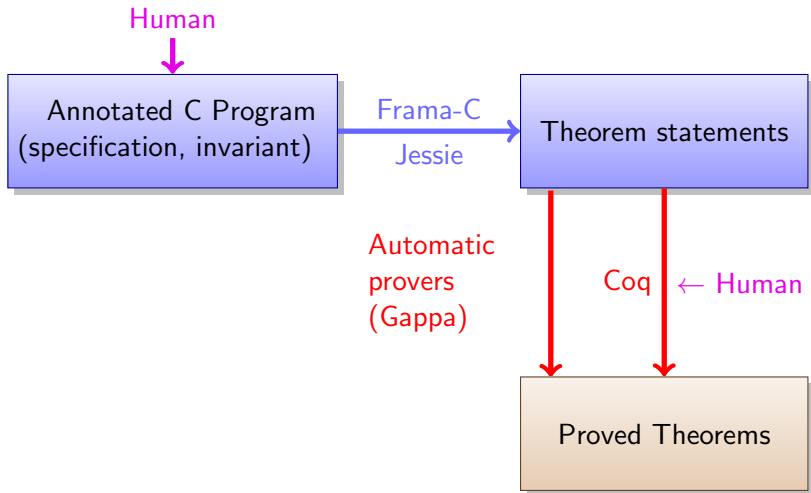 Human
Annotated C Program
(specification, invariant)
Frama-C
Jessie
Theorem statements
Automatic
provers
(Gappa)
Coq
← Human
Proved Theorems